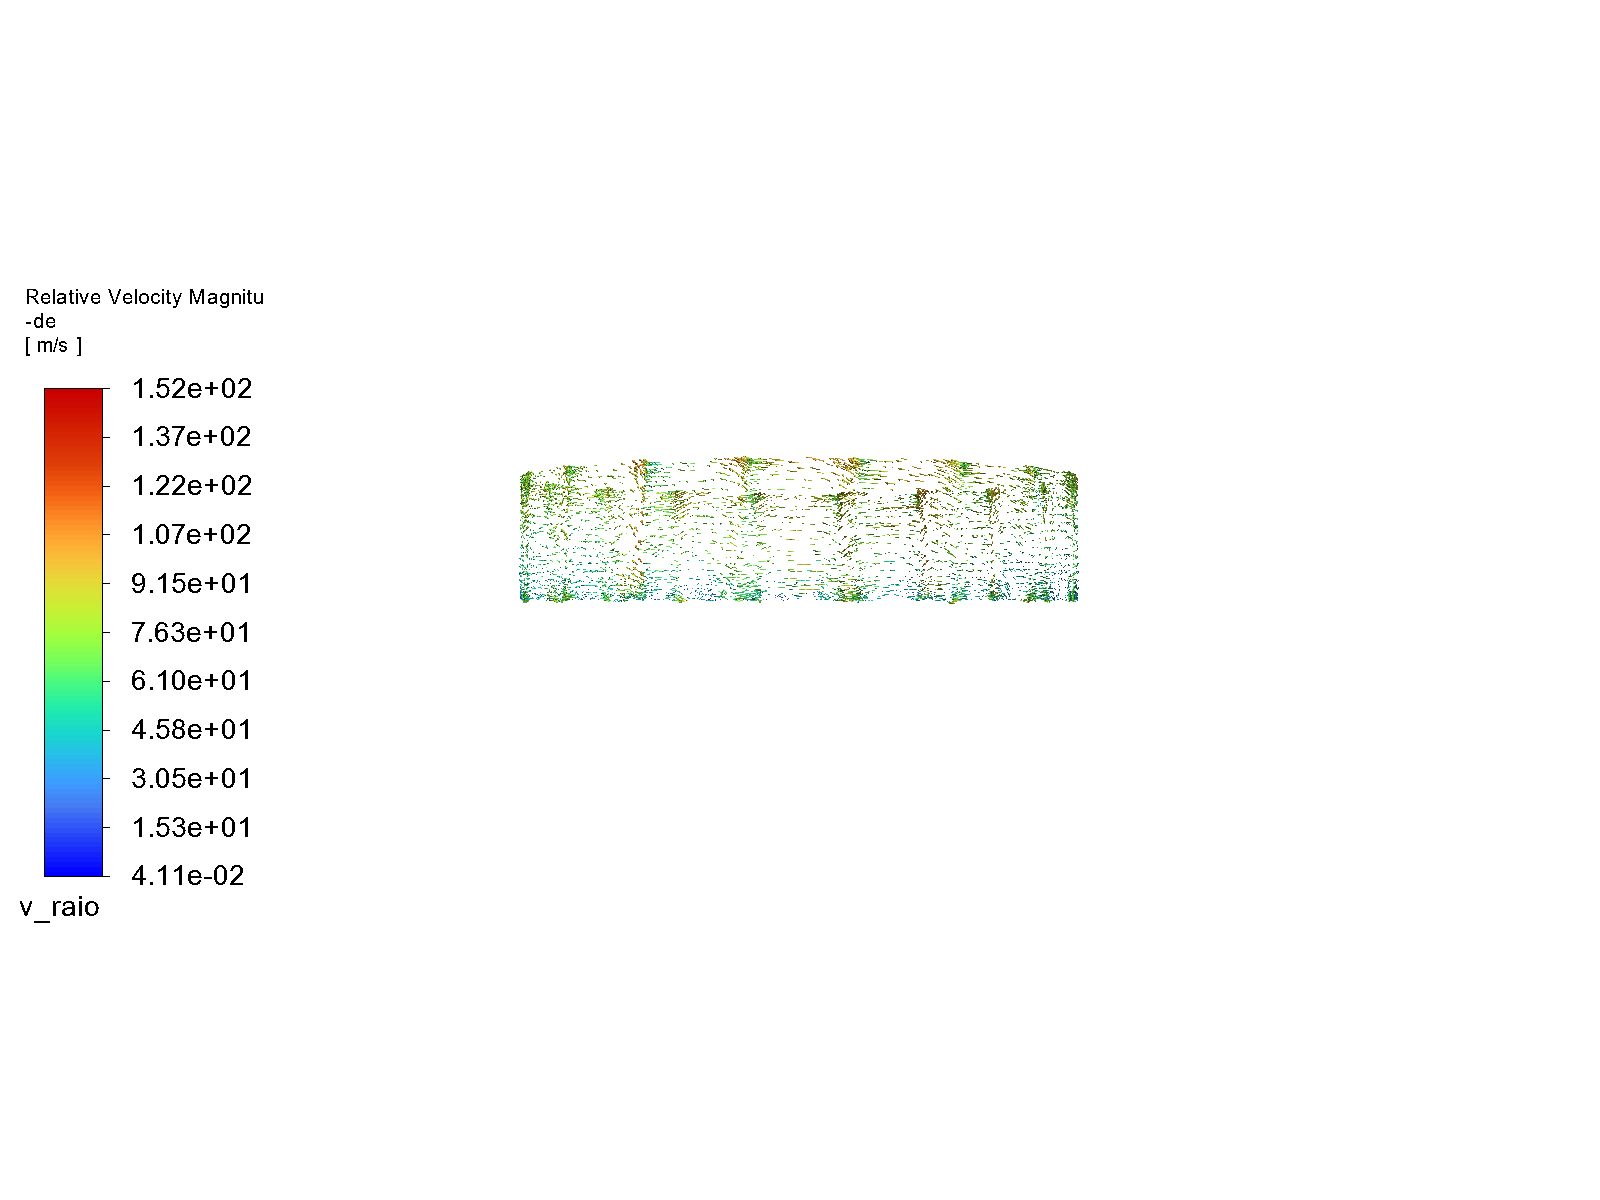 Relative Velocity Magnitu
-de
[ m/s ]
1.52e+02
1.37e+02
1.22e+02
1.07e+02
9.15e+01
7.63e+01
6.10e+01
4.58e+01
3.05e+01
1.53e+01
4.11e-02
v_raio